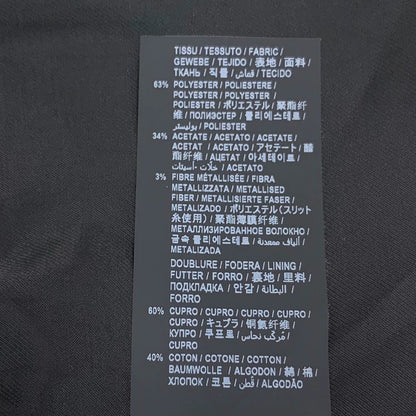 TISSU / TESSUTO / FABRIC /
GEWEBE / TEJIDO / 表地 / 面料 /
ТКАНЬ / 직물 / قماش / TECIDO
63% POLYESTER / POLIESTERE /
POLYESTER / POLYESTER /
POLIESTER / ポリエステル / 聚酯纤
维 / ПОЛИЭСТЕР / 폴리에스테르 /
بوليستر / POLIESTER
34% ACETATE / ACETATO / ACETATE /
ACETAT / ACETATO / アセテート / 醋
酯纤维 / АЦЕТАТ / 아세테이트 /
خلّات - أسيتات / ACETATO
3% FIBRE MÉTALLISÉE / FIBRA
METALLIZZATA / METALLISED
FIBER / METALLISIERTE FASER /
METALIZADO / ポリエステル (スリット
糸使用) / 聚酯薄膜纤维 /
МЕТАЛЛИЗИРОВАННОЕ ВОЛОКНО /
금속 폴리에스테르 / ألياف ممعدنة /
METALIZADA
DOUBLURE / FODERA / LINING /
FUTTER / FORRO / 裏地 / 里料 /
ПОДКЛАДКА / 안감 / البطانة /
FORRO
60% CUPRO / CUPRO / CUPRO / CUPRO /
CUPRO / キュプラ / 铜氨纤维 /
КУПРО / 쿠프로 / مُركّب نحاس /
CUPRO
40% COTON / COTONE / COTTON /
BAUMWOLLE / ALGODON / 綿 / 棉 /
ХЛОПОК / 코튼 / قطن / ALGODÃO